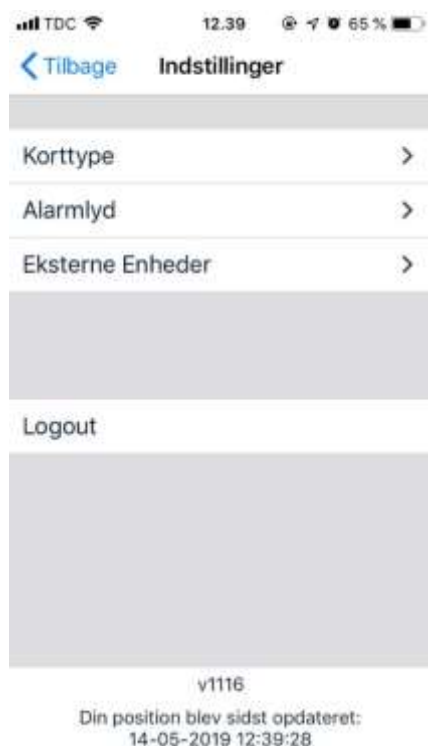 TDC 12.39 65 %
Tilbage Indstillinger
Korttype
Alarmlyd
Eksterne Enheder
Logout
v1116
Din position blev sidst opdateret:
14-05-2019 12:39:28